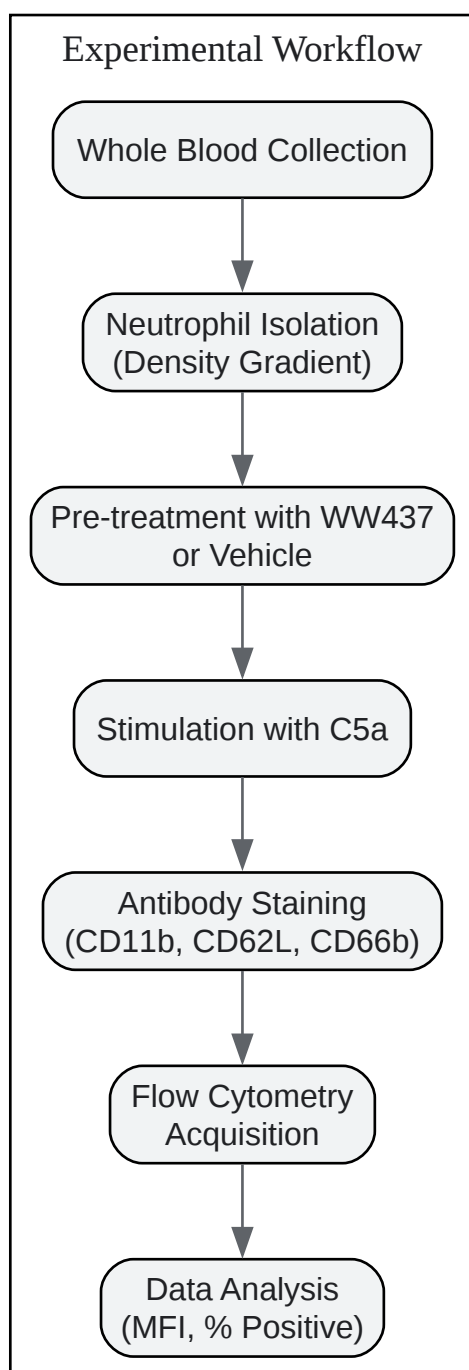 Experimental Workflow
Whole Blood Collection
Neutrophil Isolation
(Density Gradient)
Pre-treatment with WW437
or Vehicle
Stimulation with C5a
Antibody Staining
(CD11b, CD62L, CD66b)
Flow Cytometry
Acquisition
Data Analysis
(MFI, % Positive)